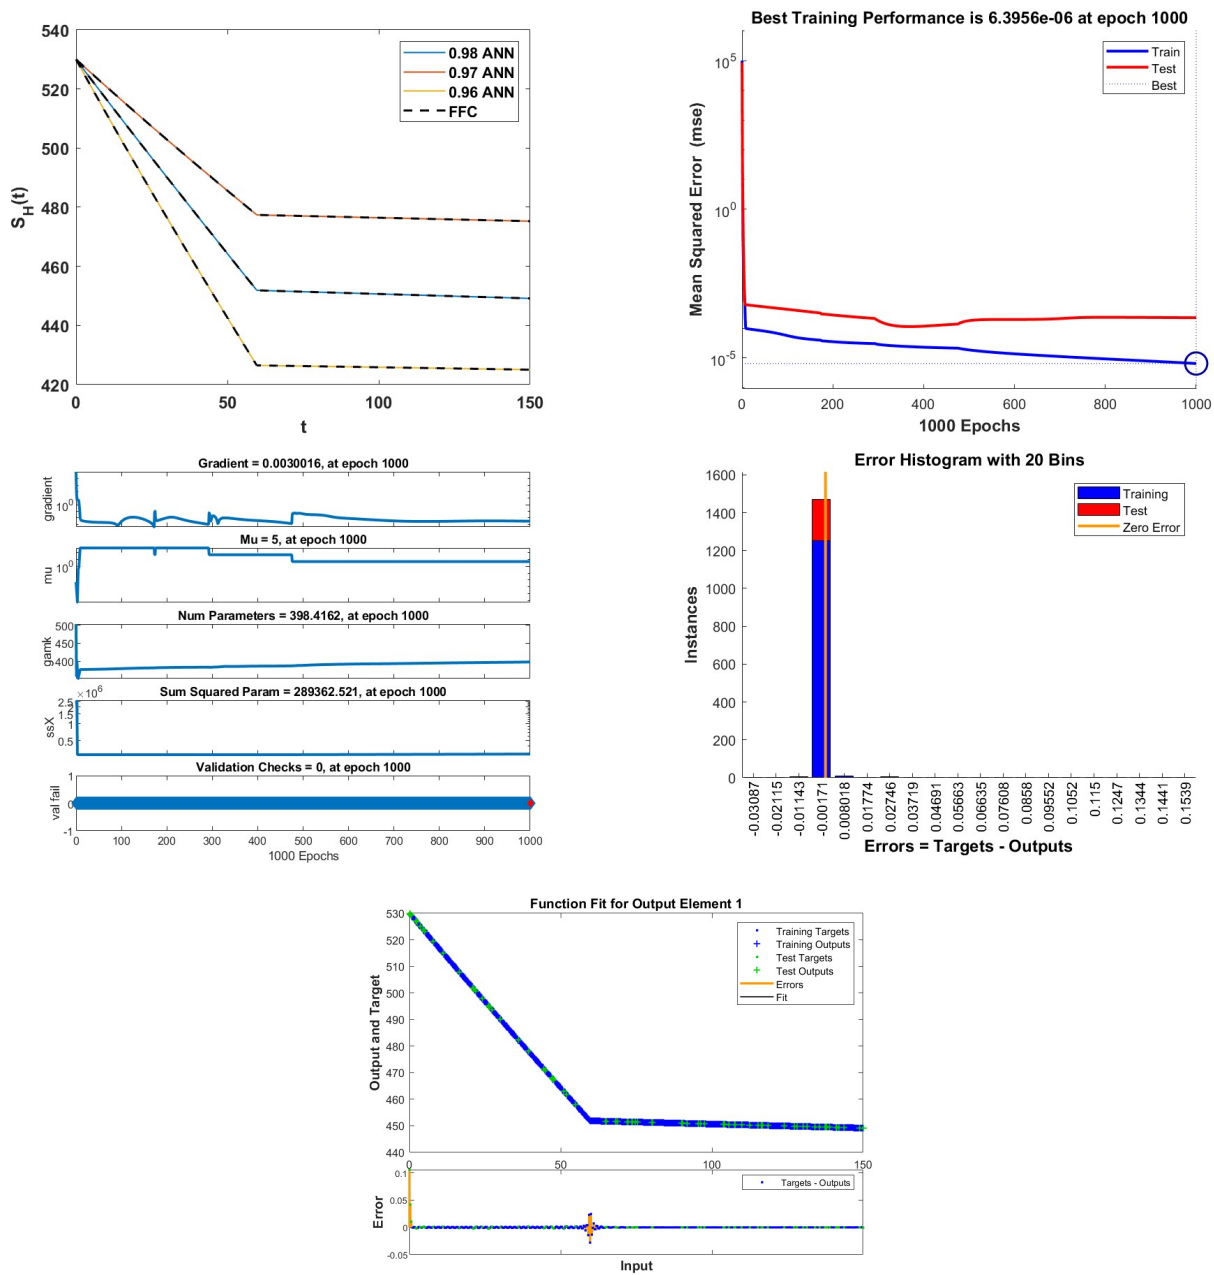 540
520
500
480
460
440
420
0
50
100
150
S_H(t)
t
0.98 ANN
0.97 ANN
0.96 ANN
FFC
Best Training Performance is 6.3956e-06 at epoch 1000
Mean Squared Error (mse)
10^5
10^0
10^-5
Train
Test
Best
0 200 400 600 800 1000
1000 Epochs
Gradient = 0.0030016, at epoch 1000
gradient
10^0
Mu = 5, at epoch 1000
mu
10^0
Num Parameters = 398.4162, at epoch 1000
gamk
500
450
400
Sum Squared Param = 289362.521, at epoch 1000
×10^6
ssX
2.5
1.5
1
0.5
Validation Checks = 0, at epoch 1000
val fail
1
0
-1
0 100 200 300 400 500 600 700 800 900 1000
1000 Epochs
Error Histogram with 20 Bins
Instances
1600
1400
1200
1000
800
600
400
200
0
Training
Test
Zero Error
-0.03087
-0.02115
-0.01143
-0.00171
0.008018
0.01774
0.02746
0.03719
0.04691
0.05663
0.06635
0.07608
0.0858
0.09552
0.1052
0.115
0.1247
0.1344
0.1441
0.1539
Errors = Targets - Outputs
Function Fit for Output Element 1
Output and Target
530
520
510
500
490
480
470
460
450
440
Training Targets
Training Outputs
Test Targets
Test Outputs
Errors
Fit
0 50 100 150
Error
0.1
0.05
0
-0.05
Targets - Outputs
Input